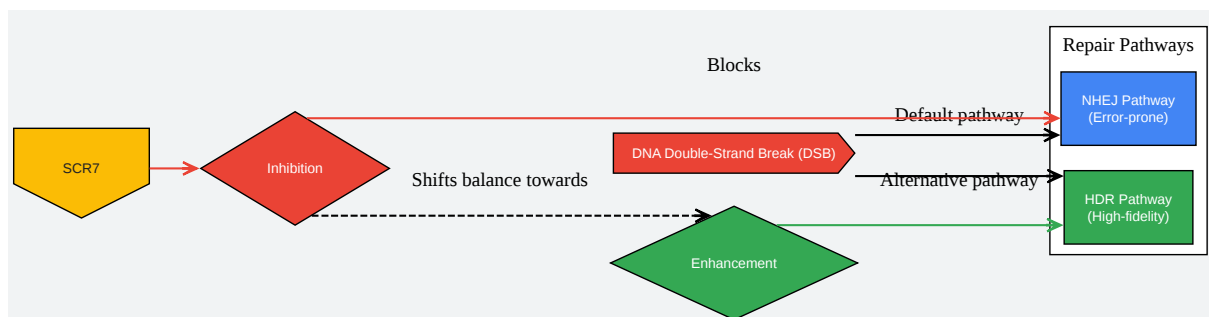 Repair Pathways
Blocks
NHEJ Pathway
(Error-prone)
Default pathway
DNA Double-Strand Break (DSB)
SCR7
Inhibition
Shifts balance towards
Alternative pathway
HDR Pathway
(High-fidelity)
Enhancement